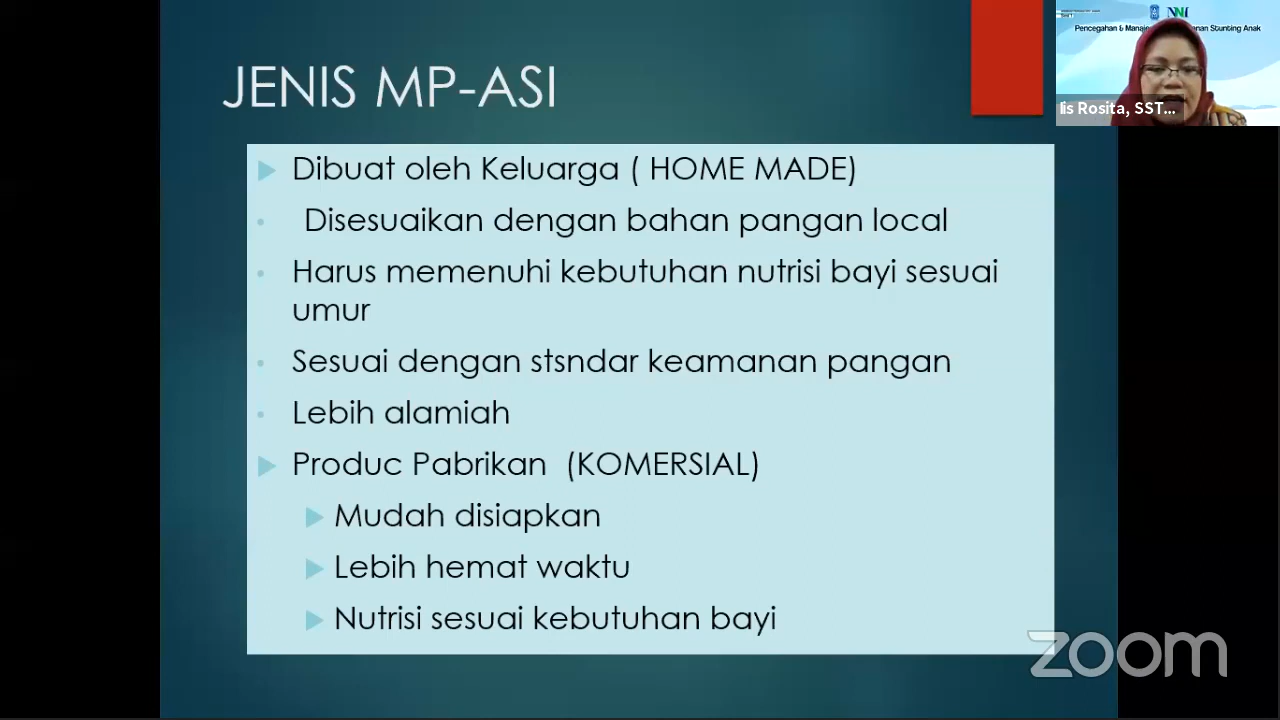 JENIS MP-ASI
Dibuat oleh Keluarga ( HOME MADE)
Disesuaikan dengan bahan pangan local
Harus memenuhi kebutuhan nutrisi bayi sesuai
umur
Sesuai dengan stsndar keamanan pangan
Lebih alamiah
Produc Pabrikan (KOMERSIAL)
Mudah disiapkan
Lebih hemat waktu
Nutrisi sesuai kebutuhan bayi
Pencegahan & Manaje
Stunting Anak
Iis Rosita, SST...
zoom